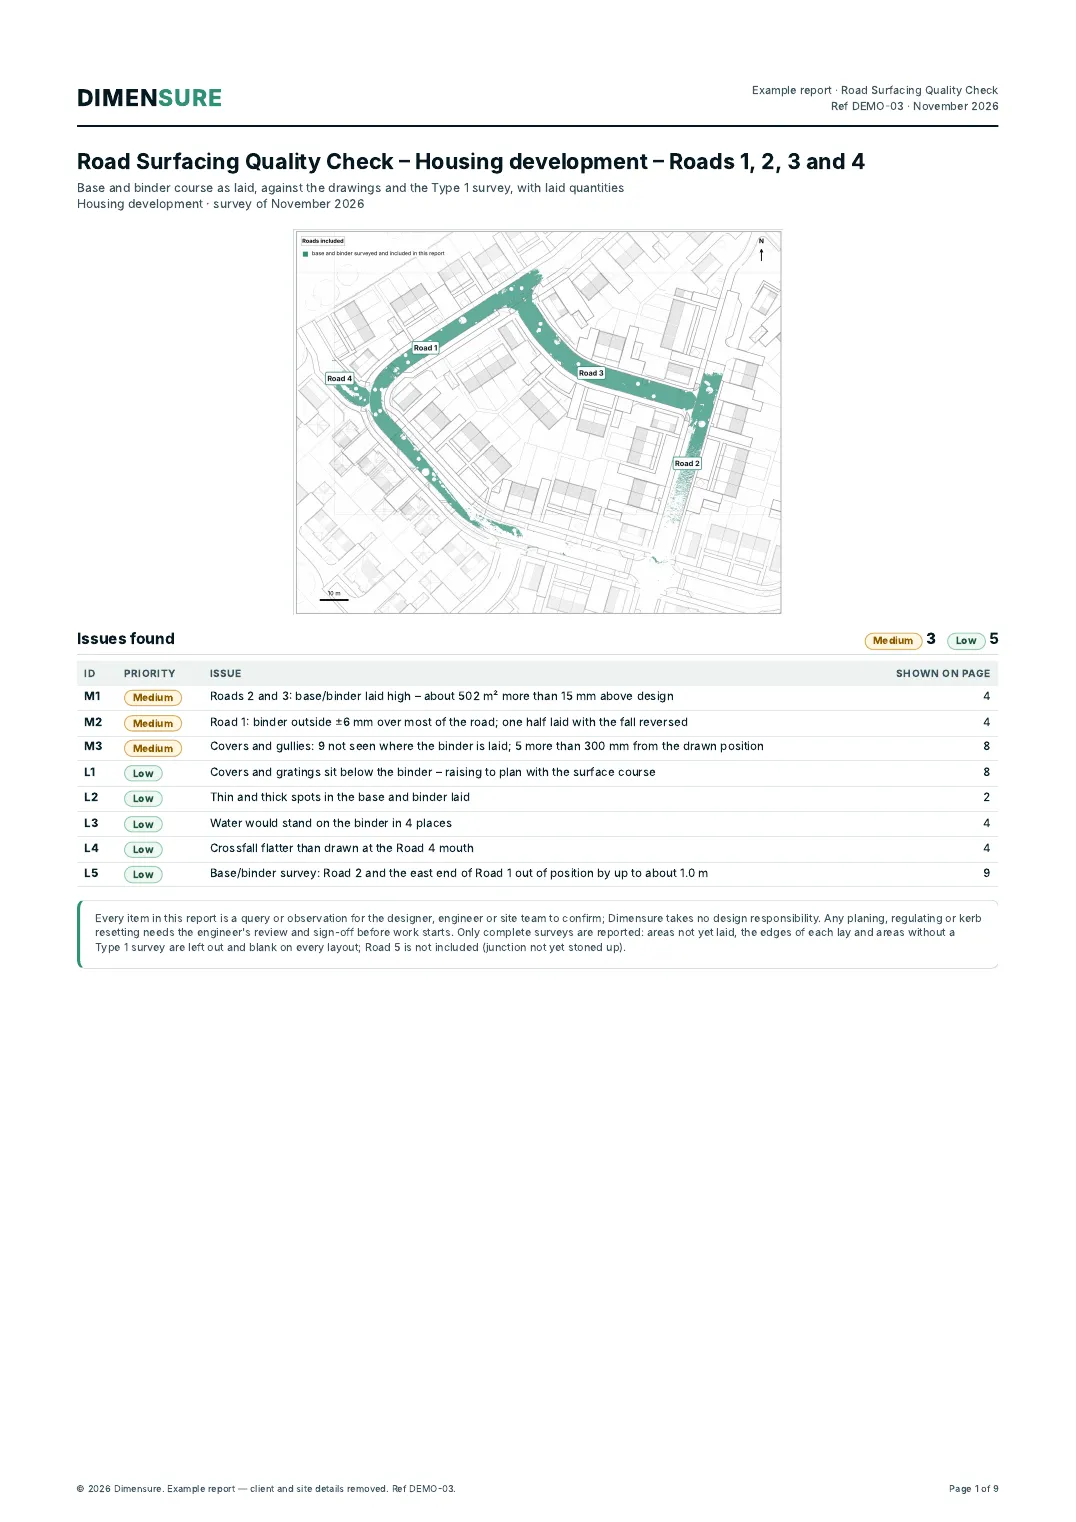 DIMENSURE
Example report · Road Surfacing Quality Check
Ref DEMO-03 · November 2026
Road Surfacing Quality Check – Housing development – Roads 1, 2, 3 and 4
Base and binder course as laid, against the drawings and the Type 1 survey, with laid quantities
Housing development · survey of November 2026
Roads included
base and binder surveyed and included in this report
N
Road 1
Road 4
Road 3
Road 2
10 m
Issues found
Medium 3 Low 5
ID PRIORITY ISSUE SHOWN ON PAGE
M1 Medium Roads 2 and 3: base/binder laid high – about 502 m² more than 15 mm above design 4
M2 Medium Road 1: binder outside ±6 mm over most of the road; one half laid with the fall reversed 4
M3 Medium Covers and gullies: 9 not seen where the binder is laid; 5 more than 300 mm from the drawn position 8
L1 Low Covers and gratings sit below the binder – raising to plan with the surface course 8
L2 Low Thin and thick spots in the base and binder laid 2
L3 Low Water would stand on the binder in 4 places 4
L4 Low Crossfall flatter than drawn at the Road 4 mouth 4
L5 Low Base/binder survey: Road 2 and the east end of Road 1 out of position by up to about 1.0 m 9
Every item in this report is a query or observation for the designer, engineer or site team to confirm; Dimensure takes no design responsibility. Any planing, regulating or kerb
resetting needs the engineer's review and sign-off before work starts. Only complete surveys are reported: areas not yet laid, the edges of each lay and areas without a
Type 1 survey are left out and blank on every layout; Road 5 is not included (junction not yet stoned up).
© 2026 Dimensure. Example report — client and site details removed. Ref DEMO-03.
Page 1 of 9